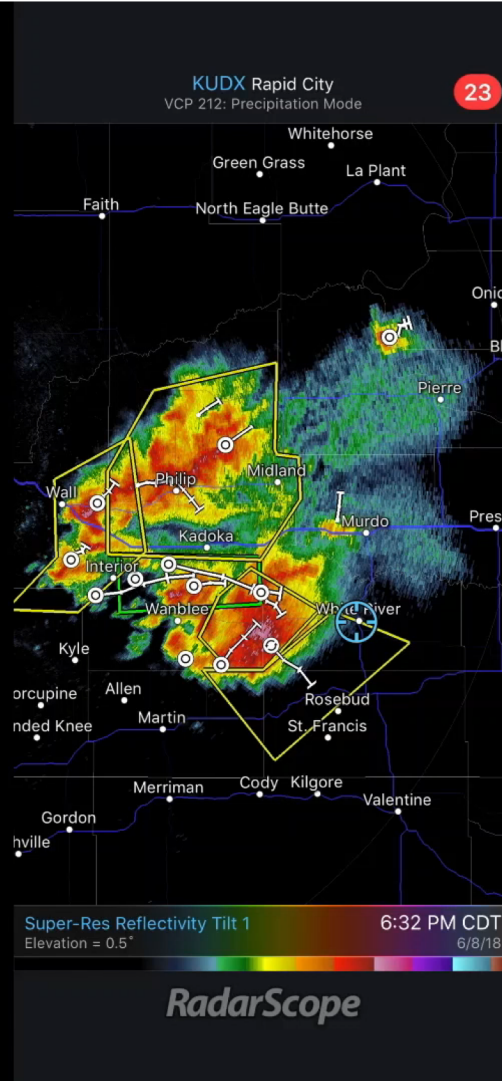 KUDX Rapid City
VCP 212: Precipitation Mode
23
Whitehorse
Green Grass
La Plant
Faith
North Eagle Butte
Onic
Bl
Pierre
Midland
Philip
Wall
Murdo
Pres
Kadoka
Interior
Wanblee
White River
Kyle
Allen
orcupine
Rosebud
Martin
nded Knee
St. Francis
Merriman
Cody
Kilgore
Valentine
Gordon
hville
Super-Res Reflectivity Tilt 1
6:32 PM CDT
Elevation = 0.5°
6/8/18
RadarScope